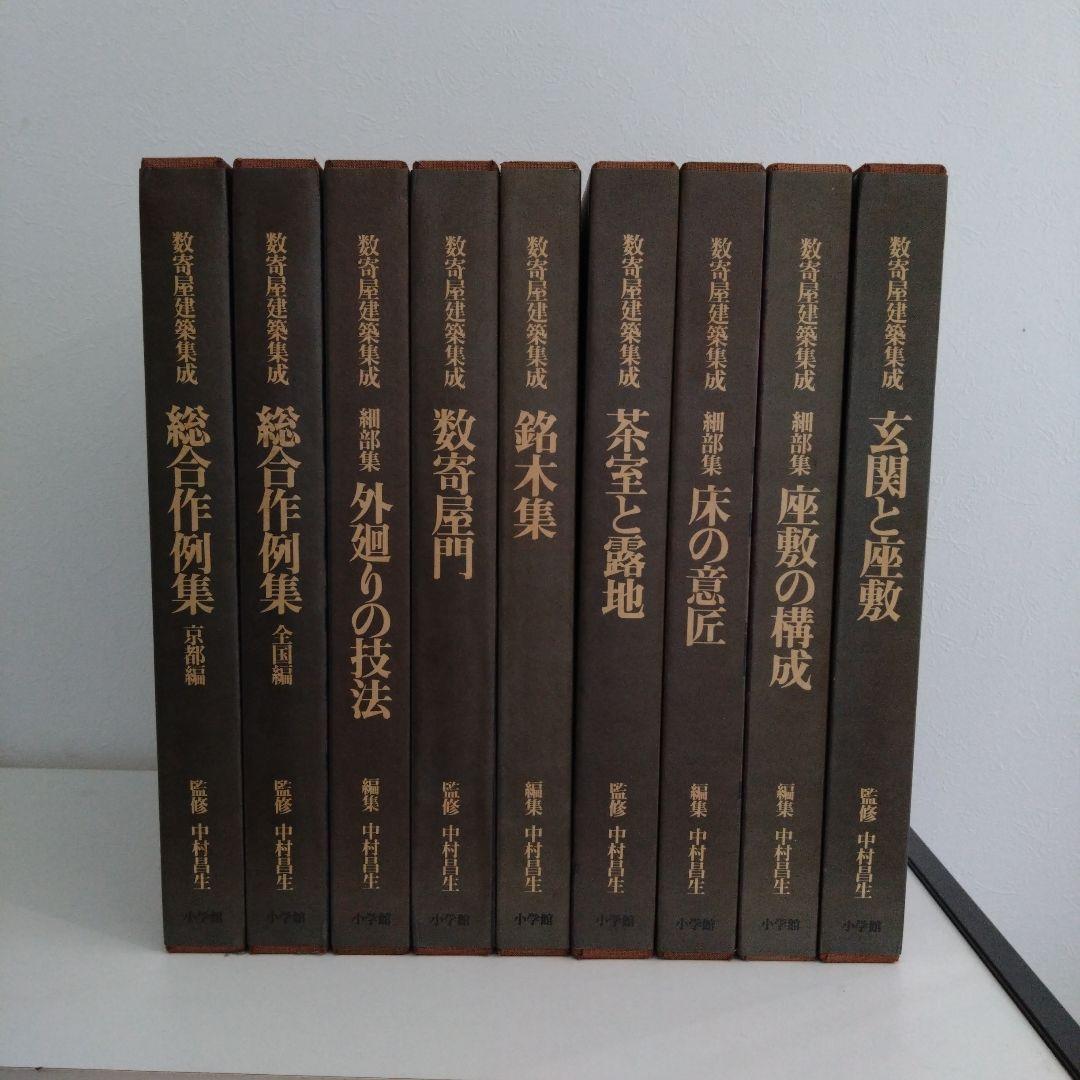 数寄屋建築集成
総合作例集 京都編
監修 中村昌生
小学館
数寄屋建築集成
総合作例集 全国編
監修 中村昌生
小学館
数寄屋建築集成
細部集 外廻りの技法
編集 中村昌生
小学館
数寄屋建築集成
数寄屋門
監修 中村昌生
小学館
数寄屋建築集成
銘木集
編集 中村昌生
小学館
数寄屋建築集成
茶室と露地
監修 中村昌生
小学館
数寄屋建築集成
細部集 床の意匠
編集 中村昌生
小学館
数寄屋建築集成
細部集 座敷の構成
編集 中村昌生
小学館
数寄屋建築集成
玄関と座敷
監修 中村昌生
小学館